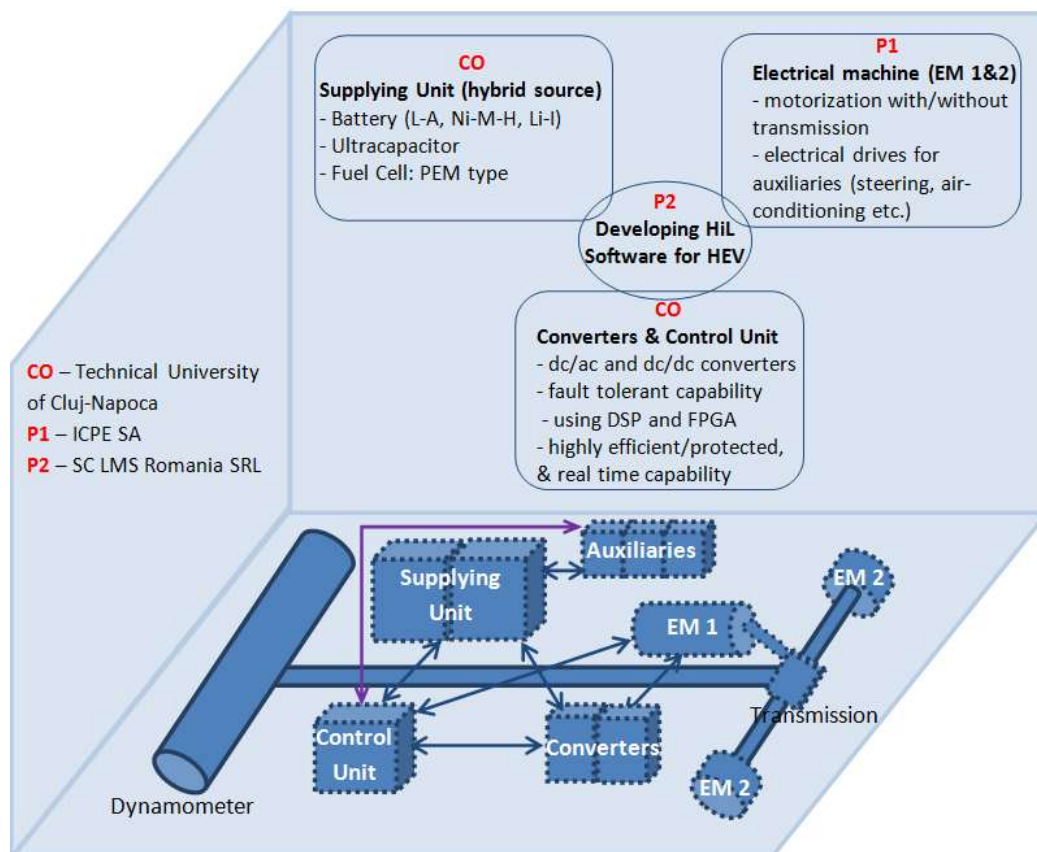 CO
Supplying Unit (hybrid source)
- Battery (L-A, Ni-M-H, Li-I)
- Ultracapacitor
- Fuel Cell: PEM type
P1
Electrical machine (EM 1&2)
- motorization with/without
transmission
- electrical drives for
auxiliaries (steering, air-
conditioning etc.)
P2
Developing HiL
Software for HEV
CO
Converters & Control Unit
- dc/ac and dc/dc converters
- fault tolerant capability
- using DSP and FPGA
- highly efficient/protected,
& real time capability
CO – Technical University
of Cluj-Napoca
P1 – ICPE SA
P2 – SC LMS Romania SRL
Auxiliaries
Supplying
Unit
EM 2
EM 1
Transmission
Control
Unit
Converters
EM 2
Dynamometer